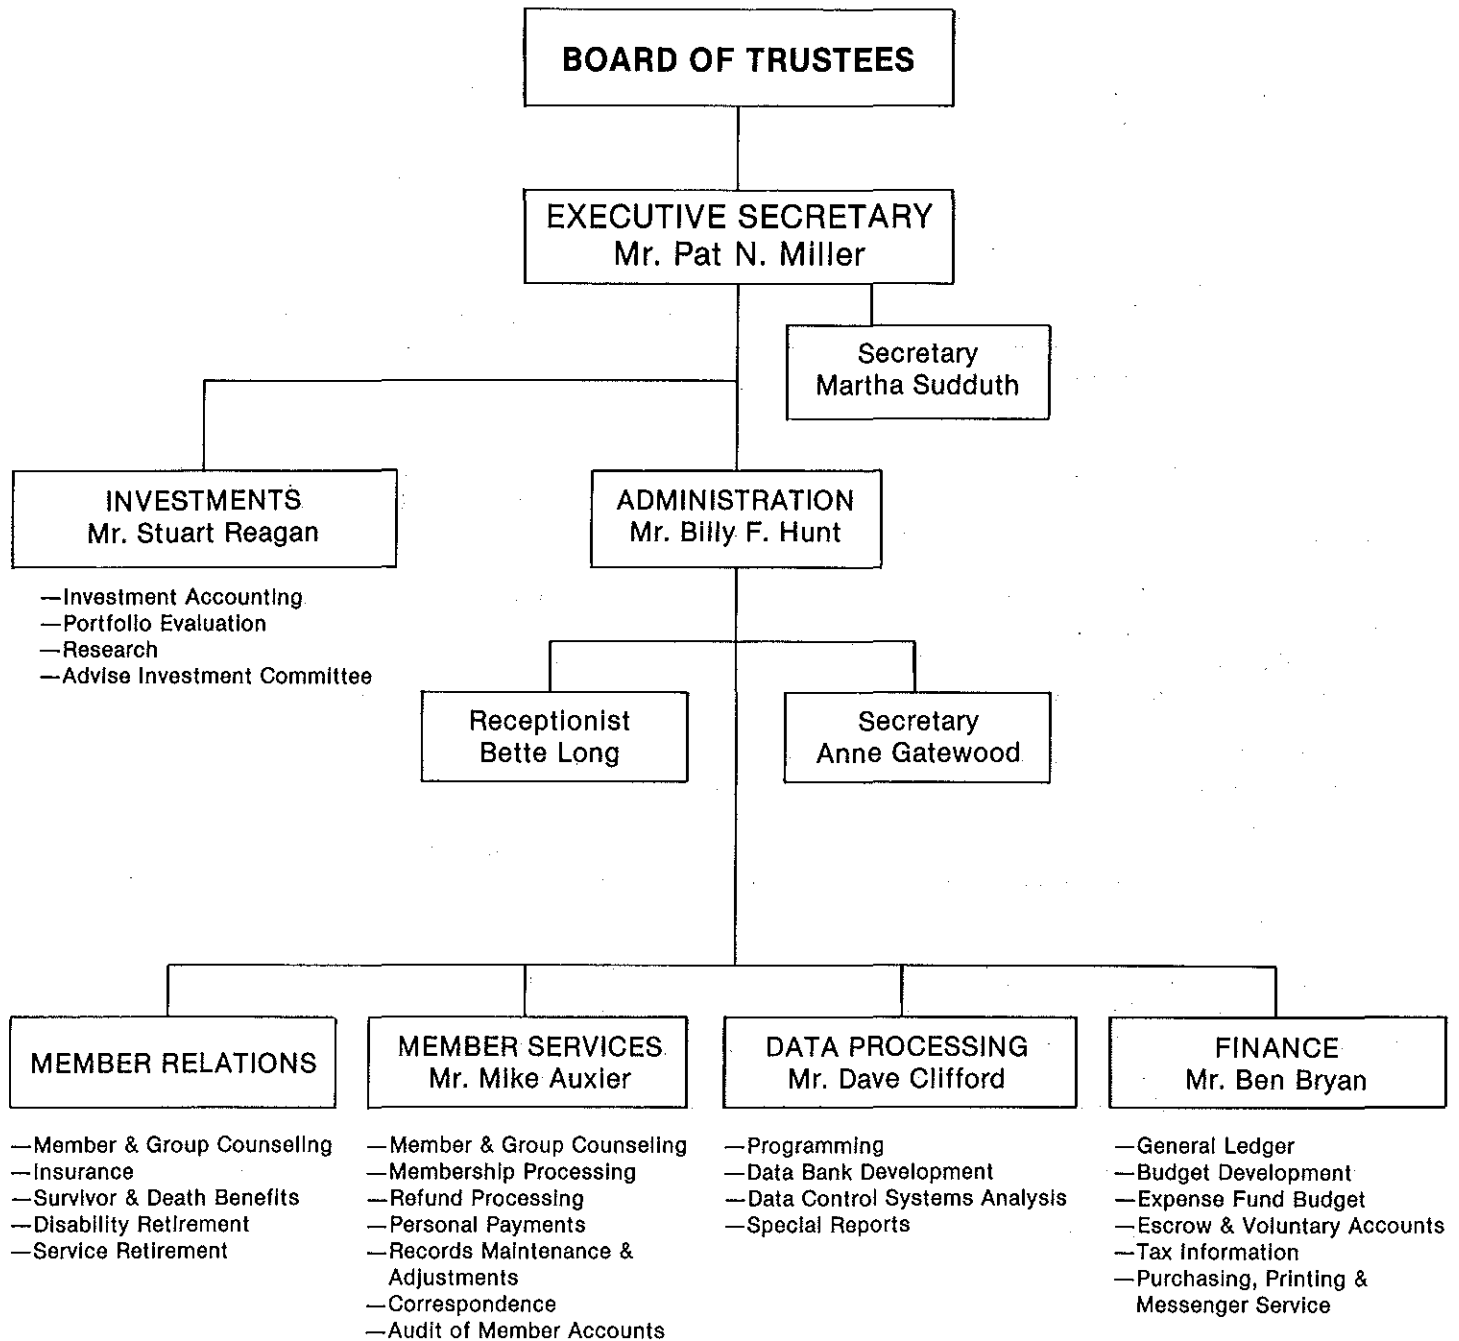 BOARD OF TRUSTEES
EXECUTIVE SECRETARY
Mr. Pat N. Miller
Secretary
Martha Sudduth
INVESTMENTS
Mr. Stuart Reagan
—Investment Accounting
—Portfolio Evaluation
—Research
—Advise Investment Committee
ADMINISTRATION
Mr. Billy F. Hunt
Receptionist
Bette Long
Secretary
Anne Gatewood
MEMBER RELATIONS
—Member & Group Counseling
—Insurance
—Survivor & Death Benefits
—Disability Retirement
—Service Retirement
MEMBER SERVICES
Mr. Mike Auxier
—Member & Group Counseling
—Membership Processing
—Refund Processing
—Personal Payments
—Records Maintenance &
Adjustments
—Correspondence
—Audit of Member Accounts
DATA PROCESSING
Mr. Dave Clifford
—Programming
—Data Bank Development
—Data Control Systems Analysis
—Special Reports
FINANCE
Mr. Ben Bryan
—General Ledger
—Budget Development
—Expense Fund Budget
—Escrow & Voluntary Accounts
—Tax Information
—Purchasing, Printing &
Messenger Service